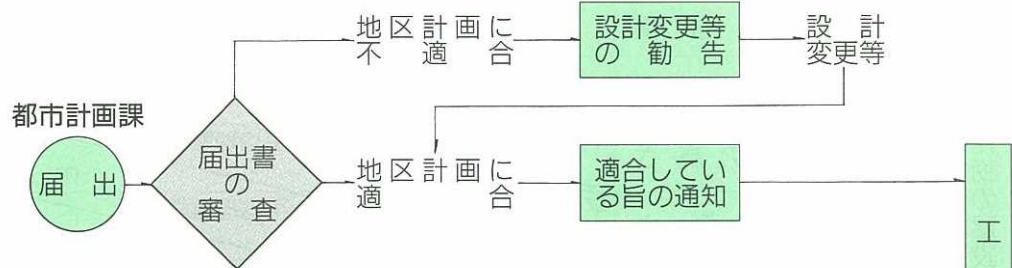 地区計画に
不適合
設計変更等
の勧告
設計
変更等
都市計画課
届出
届出書
の
審査
地区計画に
適合
適合してい
る旨の通知
工